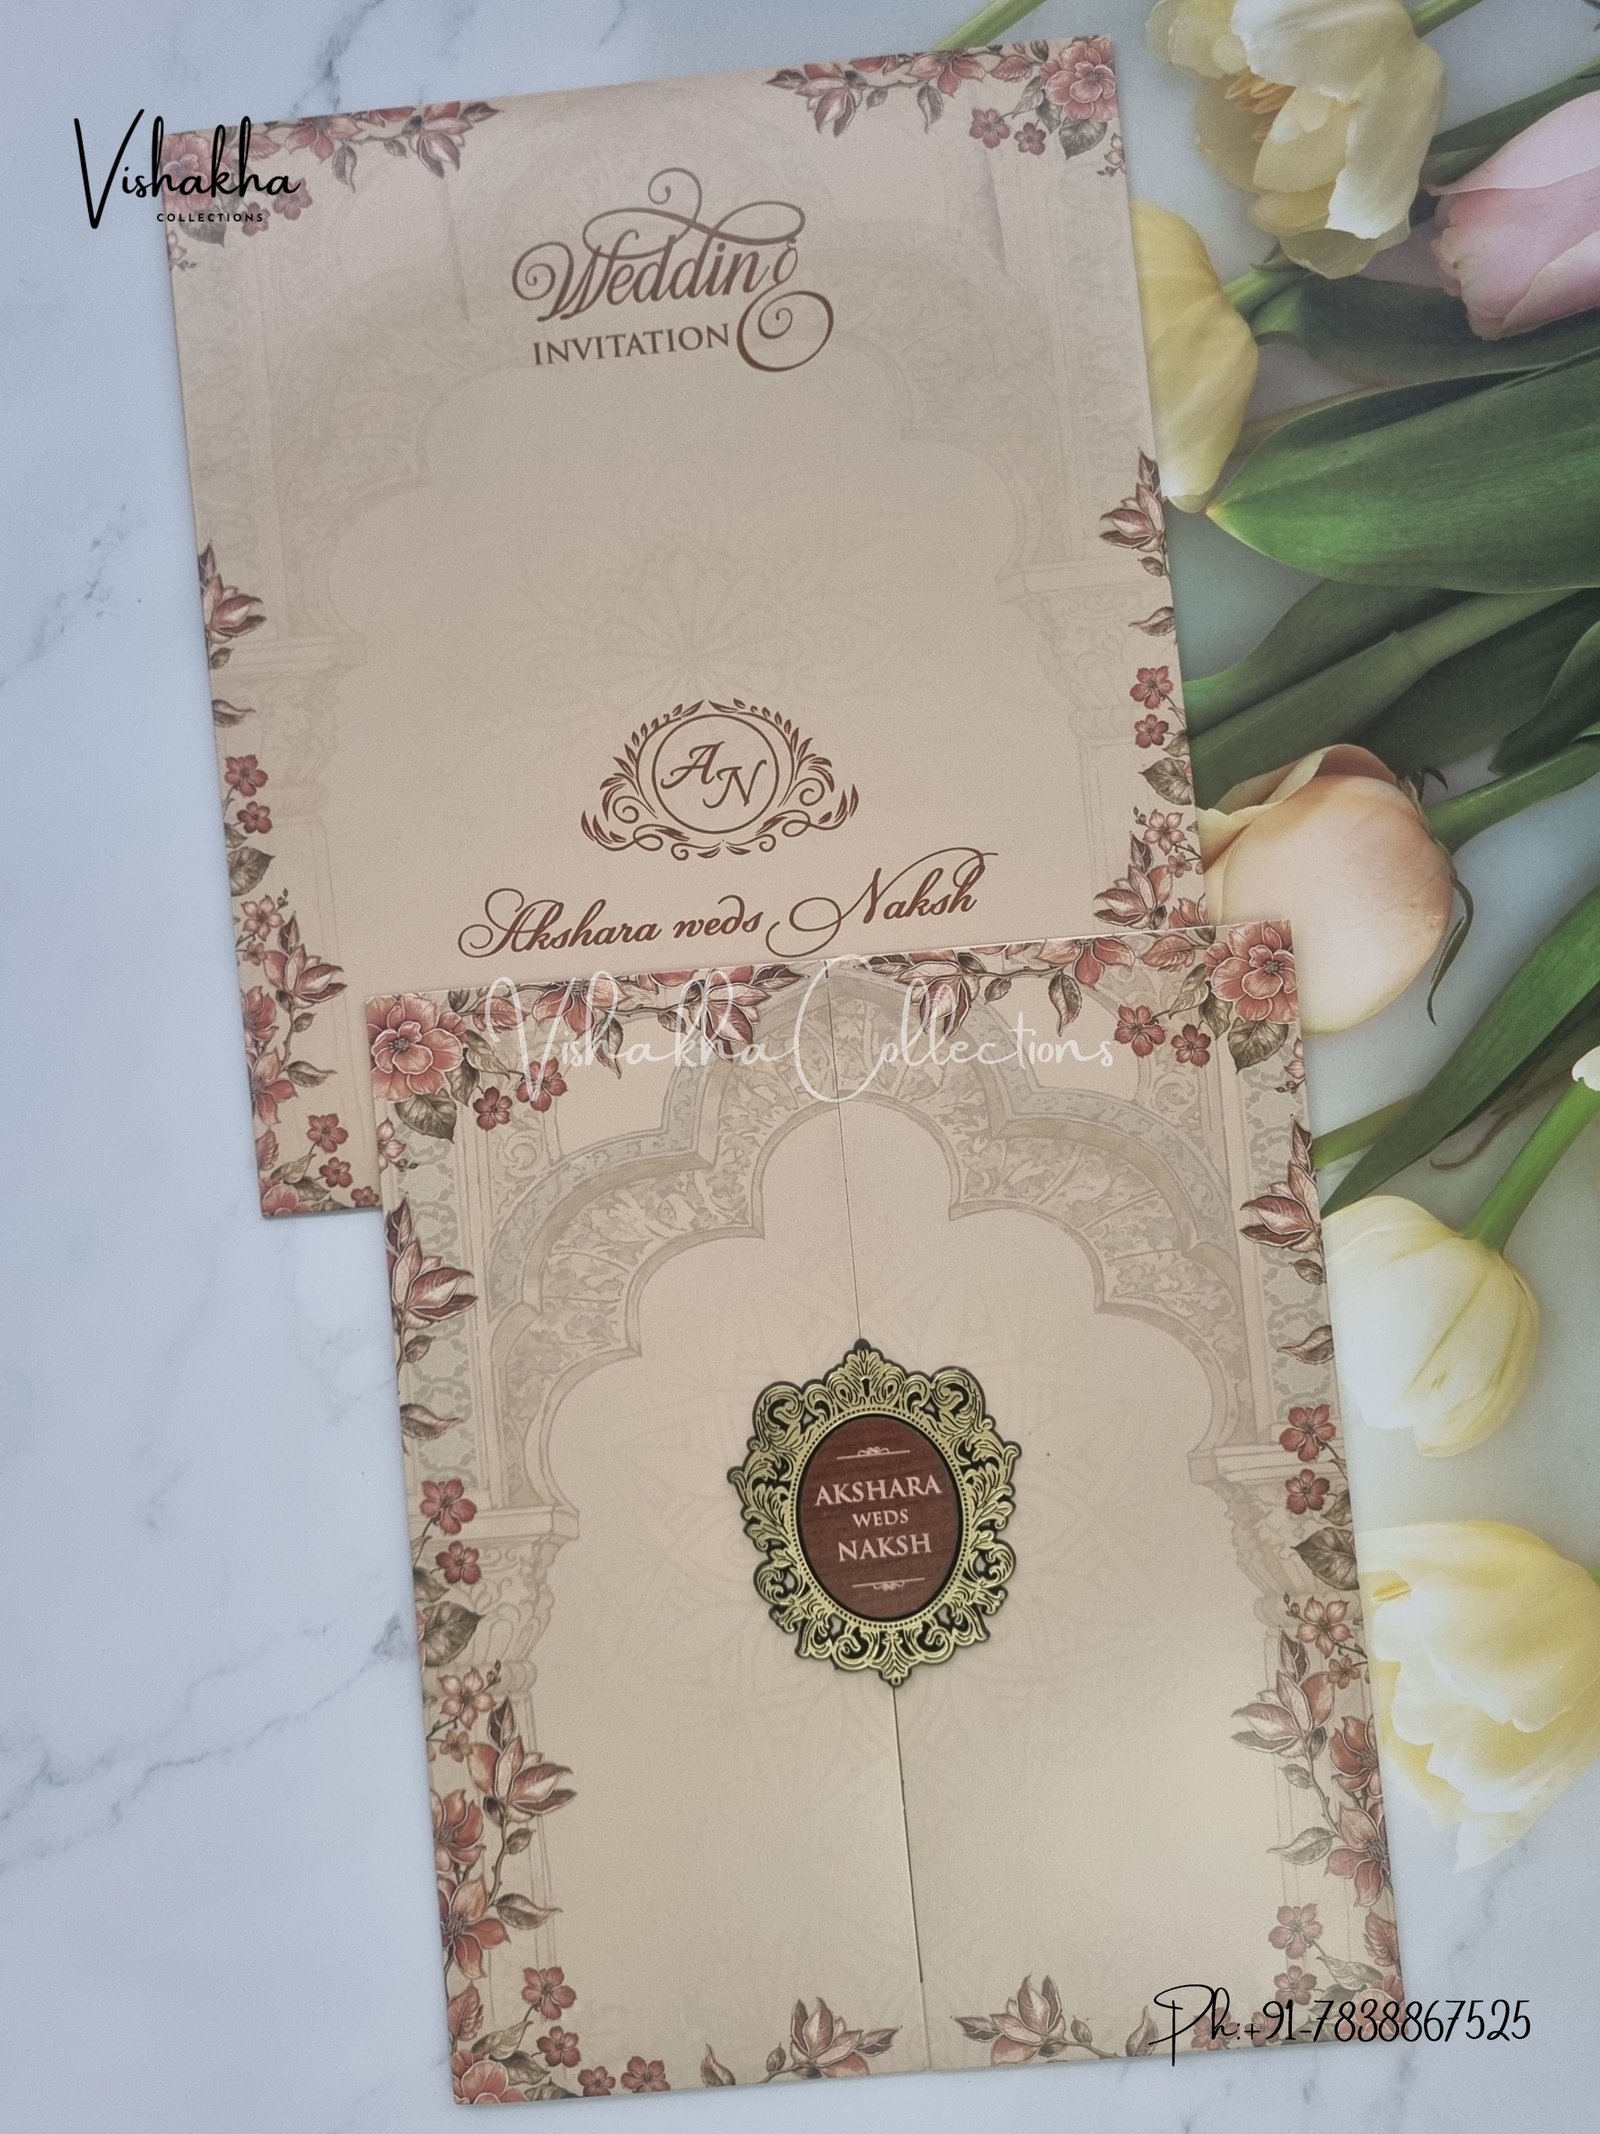 Vishakha
COLLECTIONS
Wedding
INVITATION
AN
Akshara weds Naksh
Vishakha Collections
AKSHARA
WEDS
NAKSH
Ph:+91-7838867525